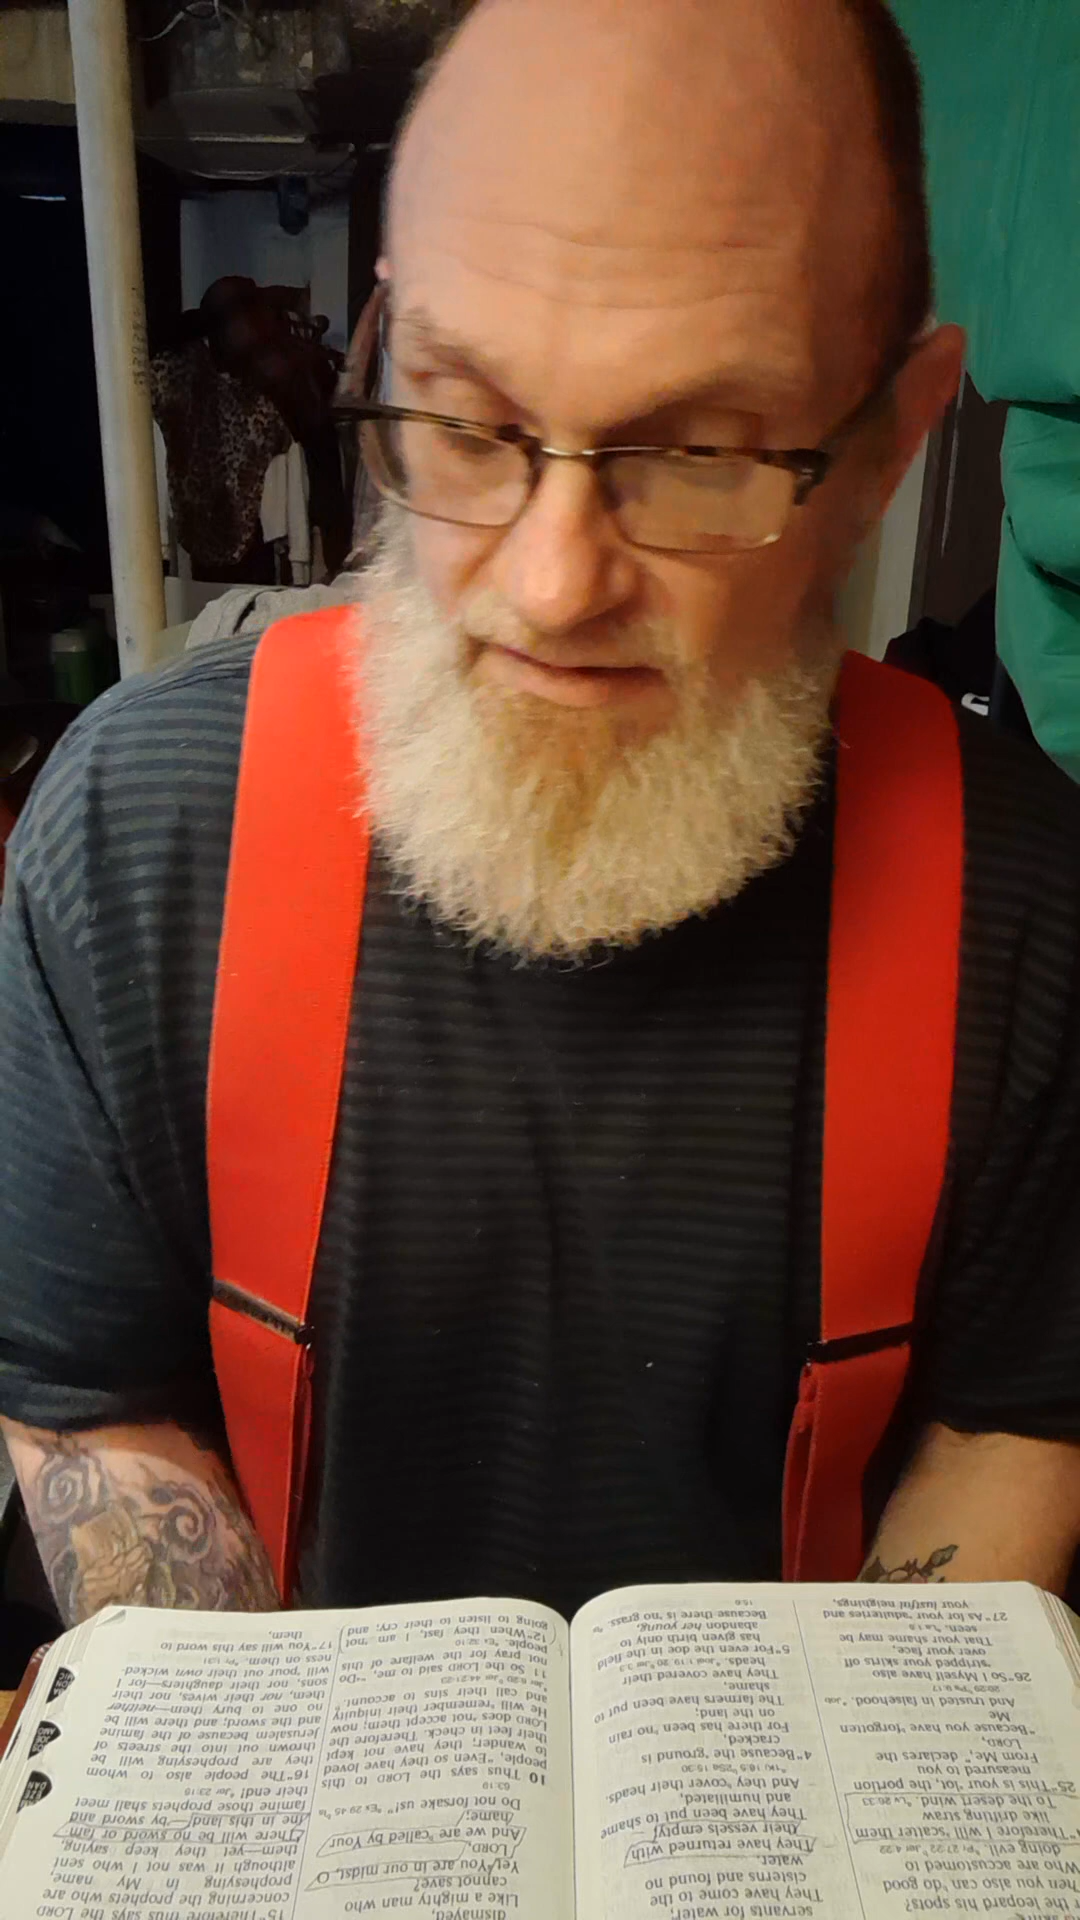 the leopard his spots?
you also can do good
Who are accustomed to
doing evil.
"Therefore I will scatter them
like drifting straw
To the desert wind.
25 "This is your lot, the portion
measured to you
From Me," declares the
LORD,
"Because you have forgotten
Me
And trusted in falsehood.
26 "So I Myself have also
stripped your skirts off
over your face,
That your shame may be
seen.
27 "As for your adulteries and
your lustful neighings,
servants for water;
They have come to the
cisterns and found no
water.
They have returned with
their vessels empty;
They have been put to shame
and humiliated,
And they cover their heads.
4 "Because the ground is
cracked,
For there has been no rain
on the land;
The farmers have been put to
shame,
They have covered their
heads.
5 "For even the doe in the field
has given birth only to
abandon her young,
Because there is no grass.
dismayed,
Like a mighty man who
cannot save?
Yet You are in our midst, O
LORD,
And we are called by Your
name;
Do not forsake us!"
10 Thus says the LORD to this
people, "Even so they have loved
to wander; they have not kept
their feet in check. Therefore the
LORD does not accept them; now
He will remember their iniquity
and call their sins to account."
11 So the LORD said to me, "Do
not pray for the welfare of this
people.
12 "When they fast, I am not
going to listen to their cry; and
15 "Therefore thus says the LORD
concerning the prophets who are
prophesying in My name,
although it was not I who sent
them—yet they keep saying,
'There will be no sword or fam-
ine in this land'—by sword and
famine those prophets shall meet
their end!
16 "The people also to whom
they are prophesying will be
thrown out into the streets of
Jerusalem because of the famine
and the sword; and there will be
no one to bury them—neither
them, nor their wives, nor their
sons, nor their daughters—for I
will pour out their own wicked-
ness on them.
17 "You will say this word to
them,
EZE
DAN